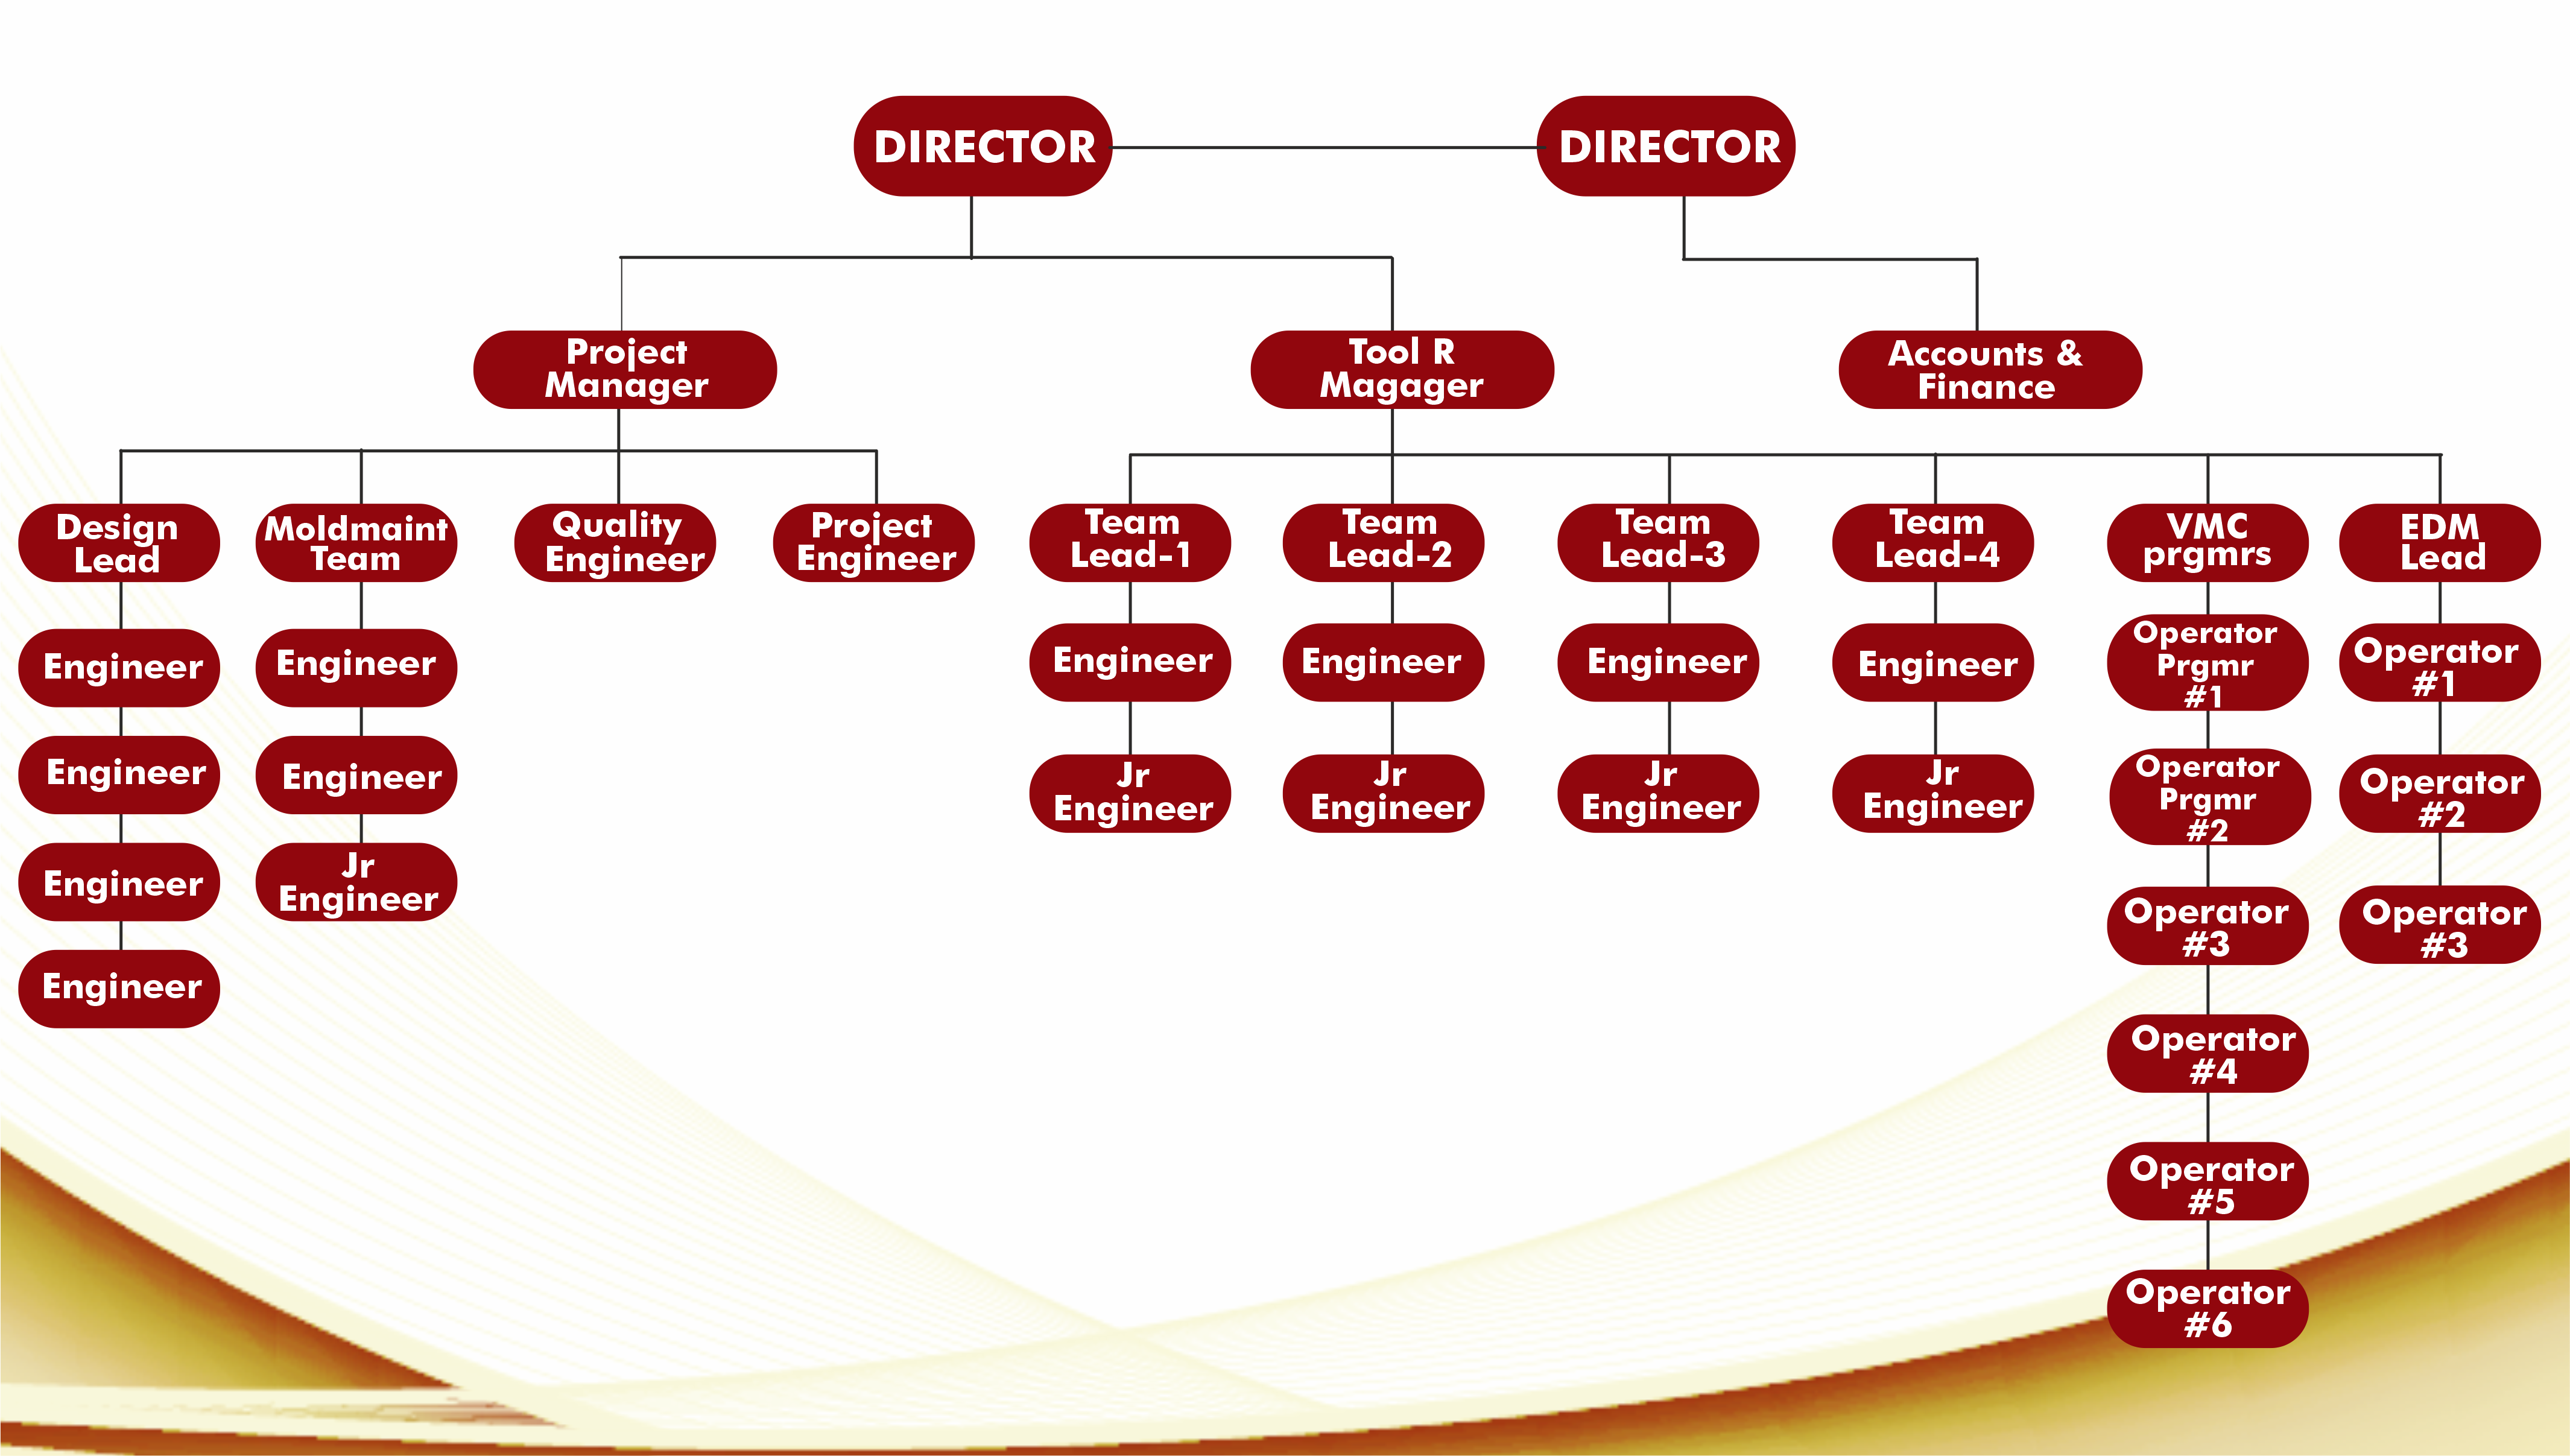 DIRECTOR
DIRECTOR
Project
Manager
Tool R
Magager
Accounts &
Finance
Design
Lead
Moldmaint
Team
Quality
Engineer
Project
Engineer
Team
Lead-1
Team
Lead-2
Team
Lead-3
Team
Lead-4
VMC
prgmrs
EDM
Lead
Engineer
Engineer
Engineer
Engineer
Engineer
Engineer
Operator
Prgmr
#1
Operator
#1
Engineer
Engineer
Jr
Engineer
Jr
Engineer
Jr
Engineer
Jr
Engineer
Operator
Prgmr
#2
Operator
#2
Engineer
Jr
Engineer
Operator
#3
Operator
#3
Engineer
Operator
#4
Operator
#5
Operator
#6